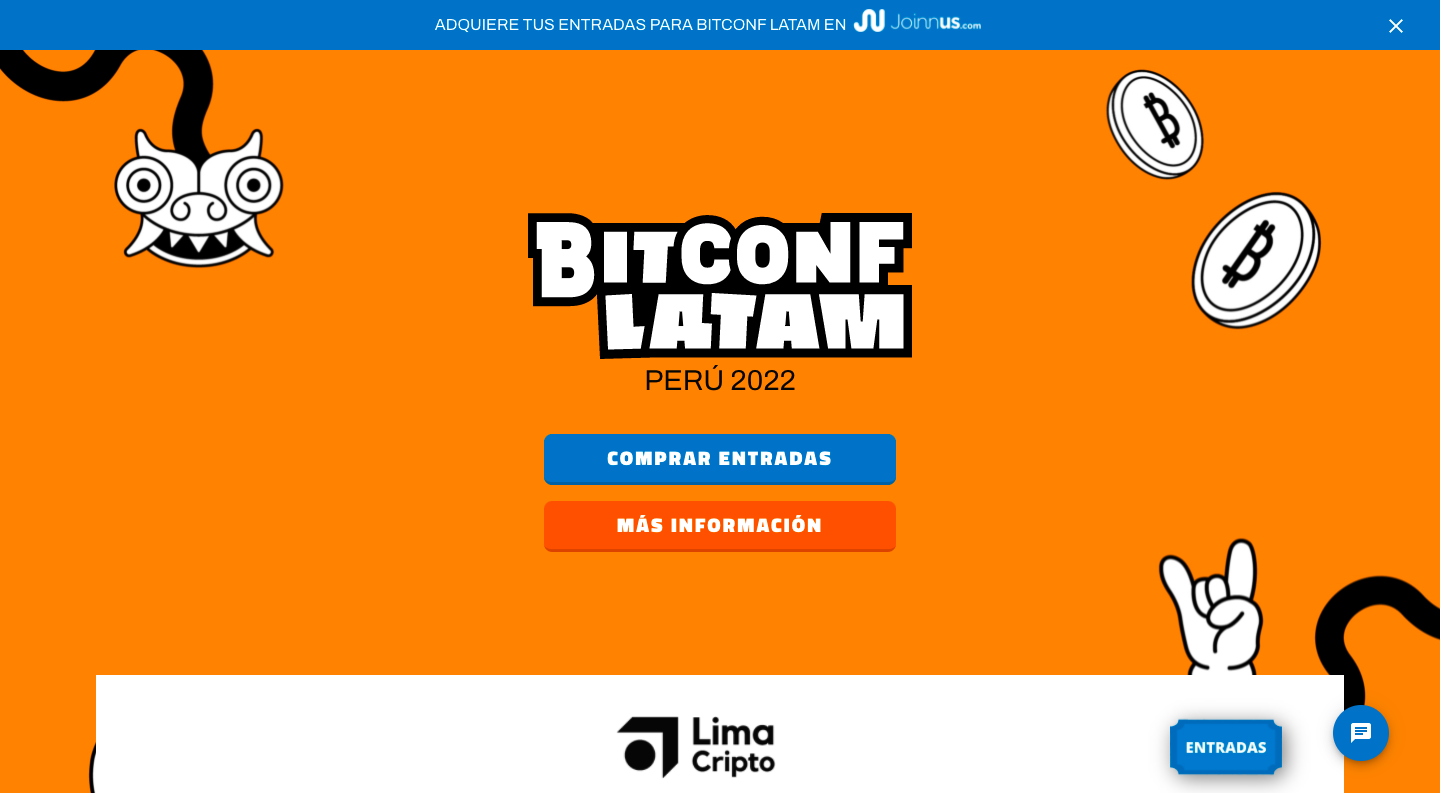 ADQUIERE TUS ENTRADAS PARA BITCONF LATAM EN Joinnus.com
BITCONF
LATAM
PERÚ 2022
COMPRAR ENTRADAS
MÁS INFORMACIÓN
Lima
Cripto
ENTRADAS